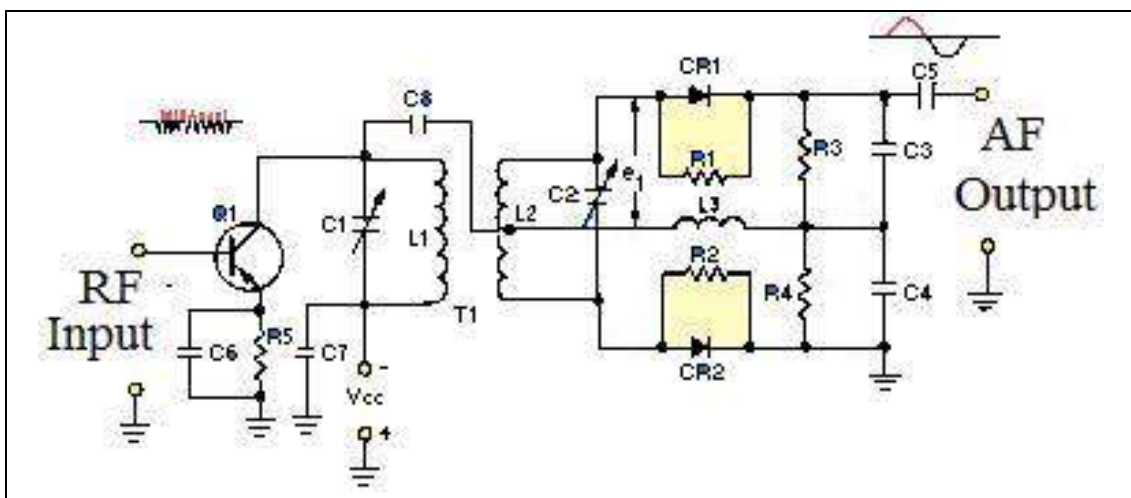 CR1
C5
C8
R1
R3
C3
AF
Output
e1
C2
L3
L2
Q1
C1
L1
RF
Input
R2
R4
C4
T1
C6
R5
C7
CR2
-
Vcc
+